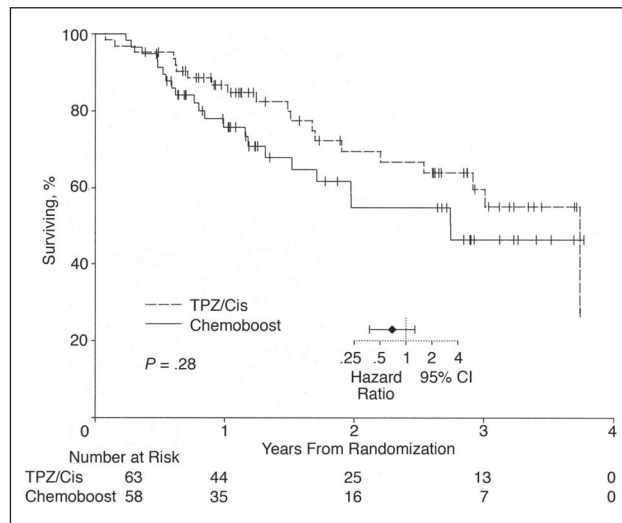 100
80
60
40
20
Surviving, %
TPZ/Cis
Chemoboost
P = .28
.25 .5 1 2 4
Hazard 95% CI
Ratio
0 1 2 3 4
Years From Randomization
Number at Risk
TPZ/Cis 63 44 25 13 0
Chemoboost 58 35 16 7 0